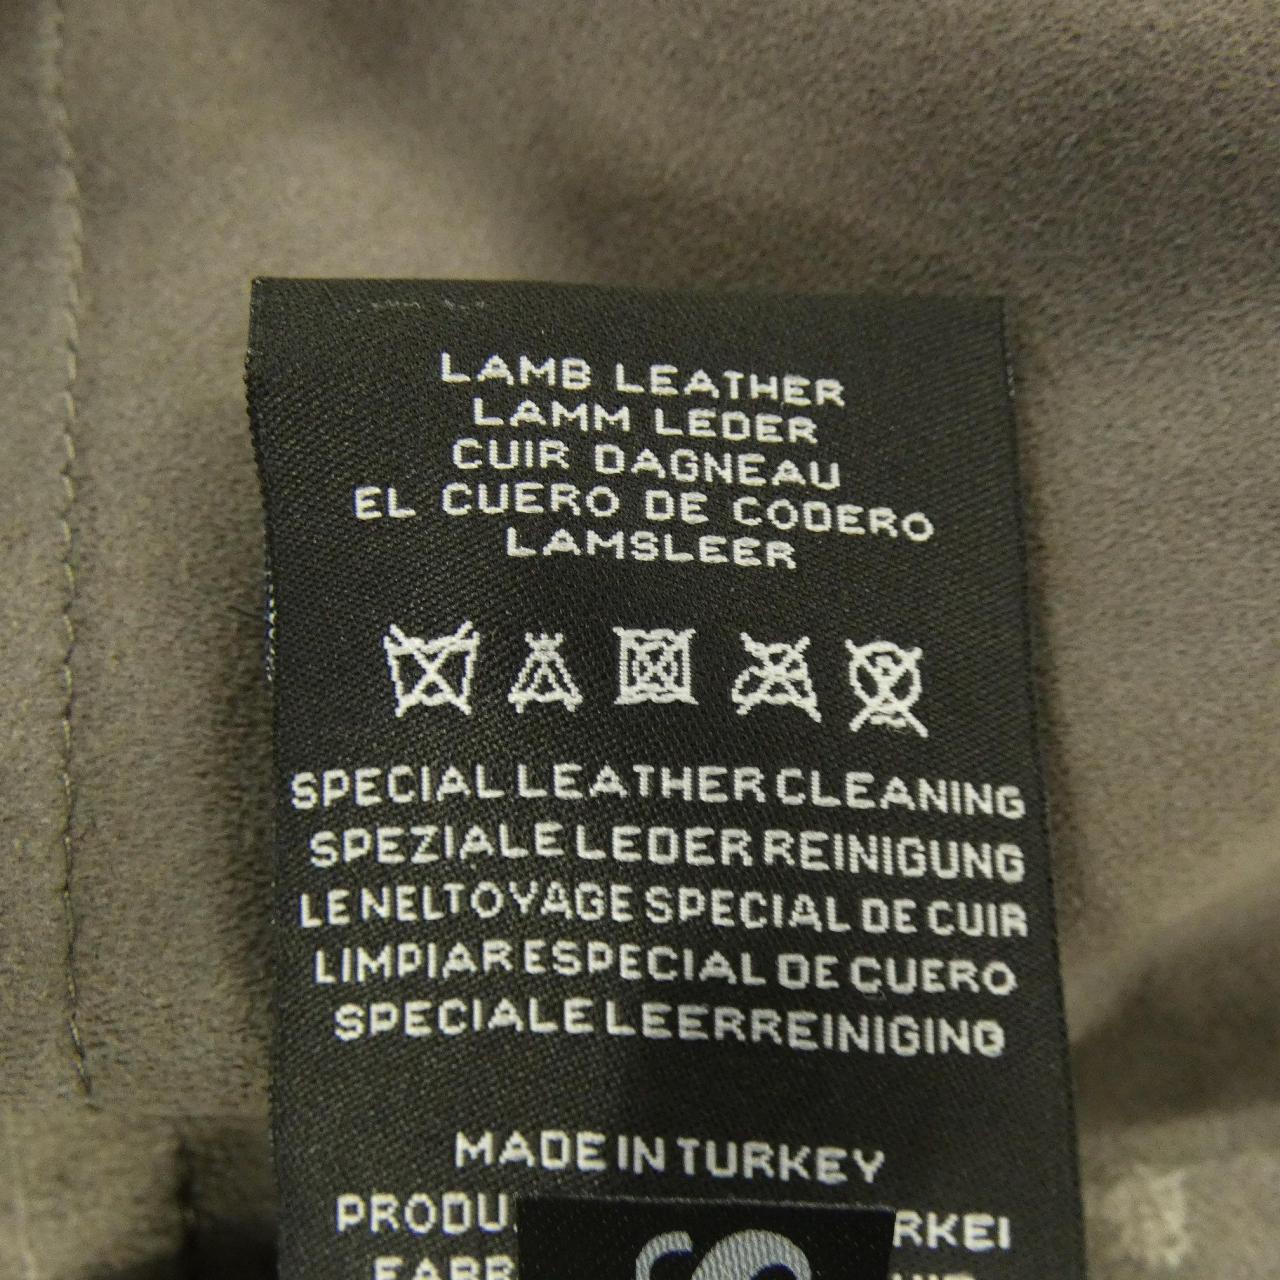 LAMB LEATHER
LAMM LEDER
CUIR DAGNEAU
EL CUERO DE CODERO
LAMSLEER
SPECIAL LEATHER CLEANING
SPEZIALE LEDER REINIGUNG
LE NELTOYAGE SPECIAL DE CUIR
LIMPIAR ESPECIAL DE CUERO
SPECIALE LEERREINIGING
MADE IN TURKEY